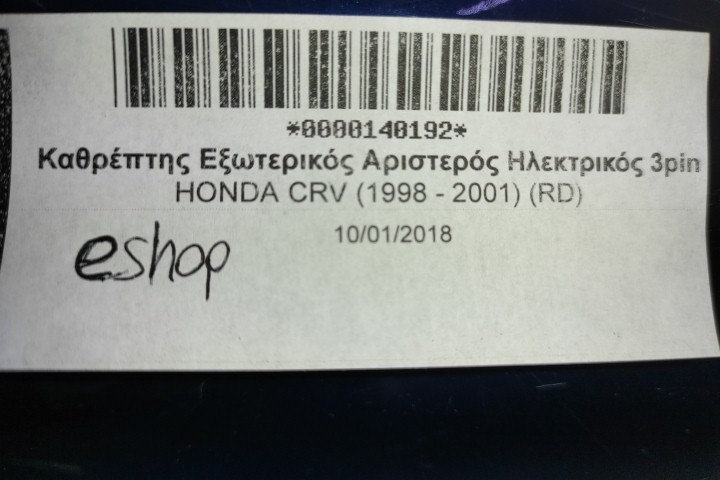 *0000140192*
Καθρέπτης Εξωτερικός Αριστερός Ηλεκτρικός 3pin
HONDA CRV (1998 - 2001) (RD)
10/01/2018
eshop